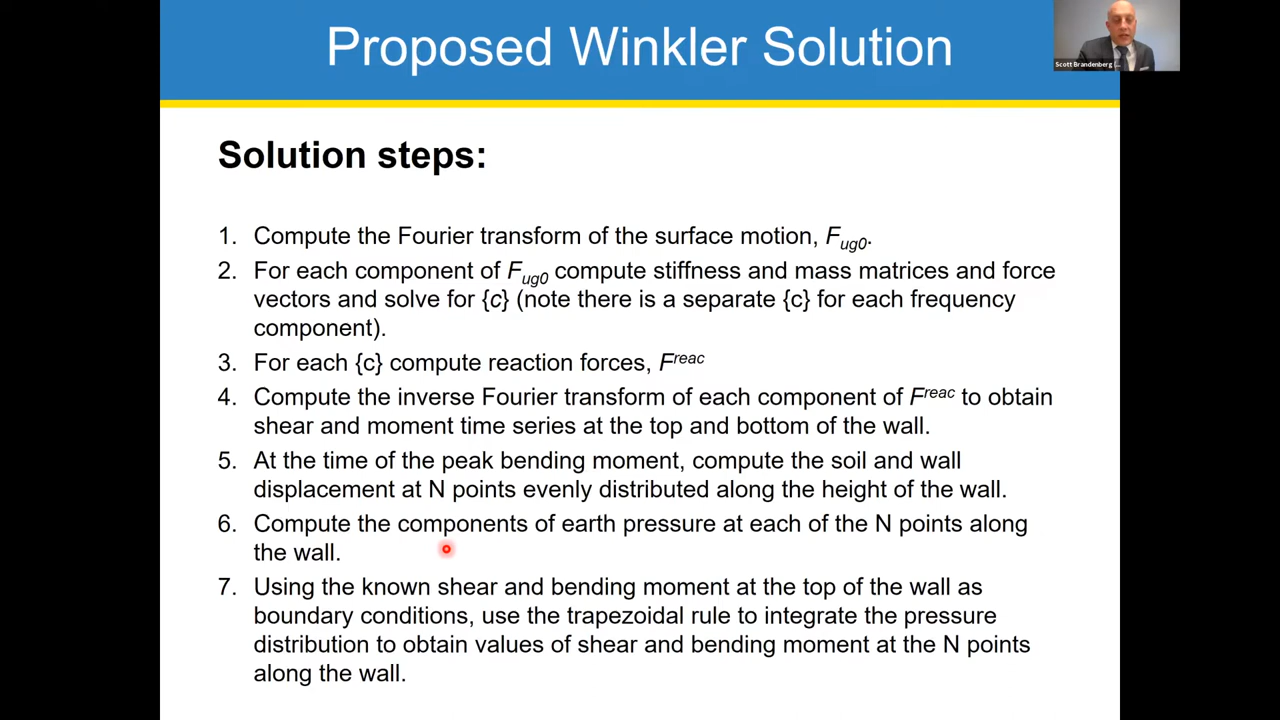 Proposed Winkler Solution
Scott Brandenberg
Solution steps:
1. Compute the Fourier transform of the surface motion, Fug0.
2. For each component of Fug0 compute stiffness and mass matrices and force
vectors and solve for {c} (note there is a separate {c} for each frequency
component).
3. For each {c} compute reaction forces, Freac
4. Compute the inverse Fourier transform of each component of Freac to obtain
shear and moment time series at the top and bottom of the wall.
5. At the time of the peak bending moment, compute the soil and wall
displacement at N points evenly distributed along the height of the wall.
6. Compute the components of earth pressure at each of the N points along
the wall.
7. Using the known shear and bending moment at the top of the wall as
boundary conditions, use the trapezoidal rule to integrate the pressure
distribution to obtain values of shear and bending moment at the N points
along the wall.